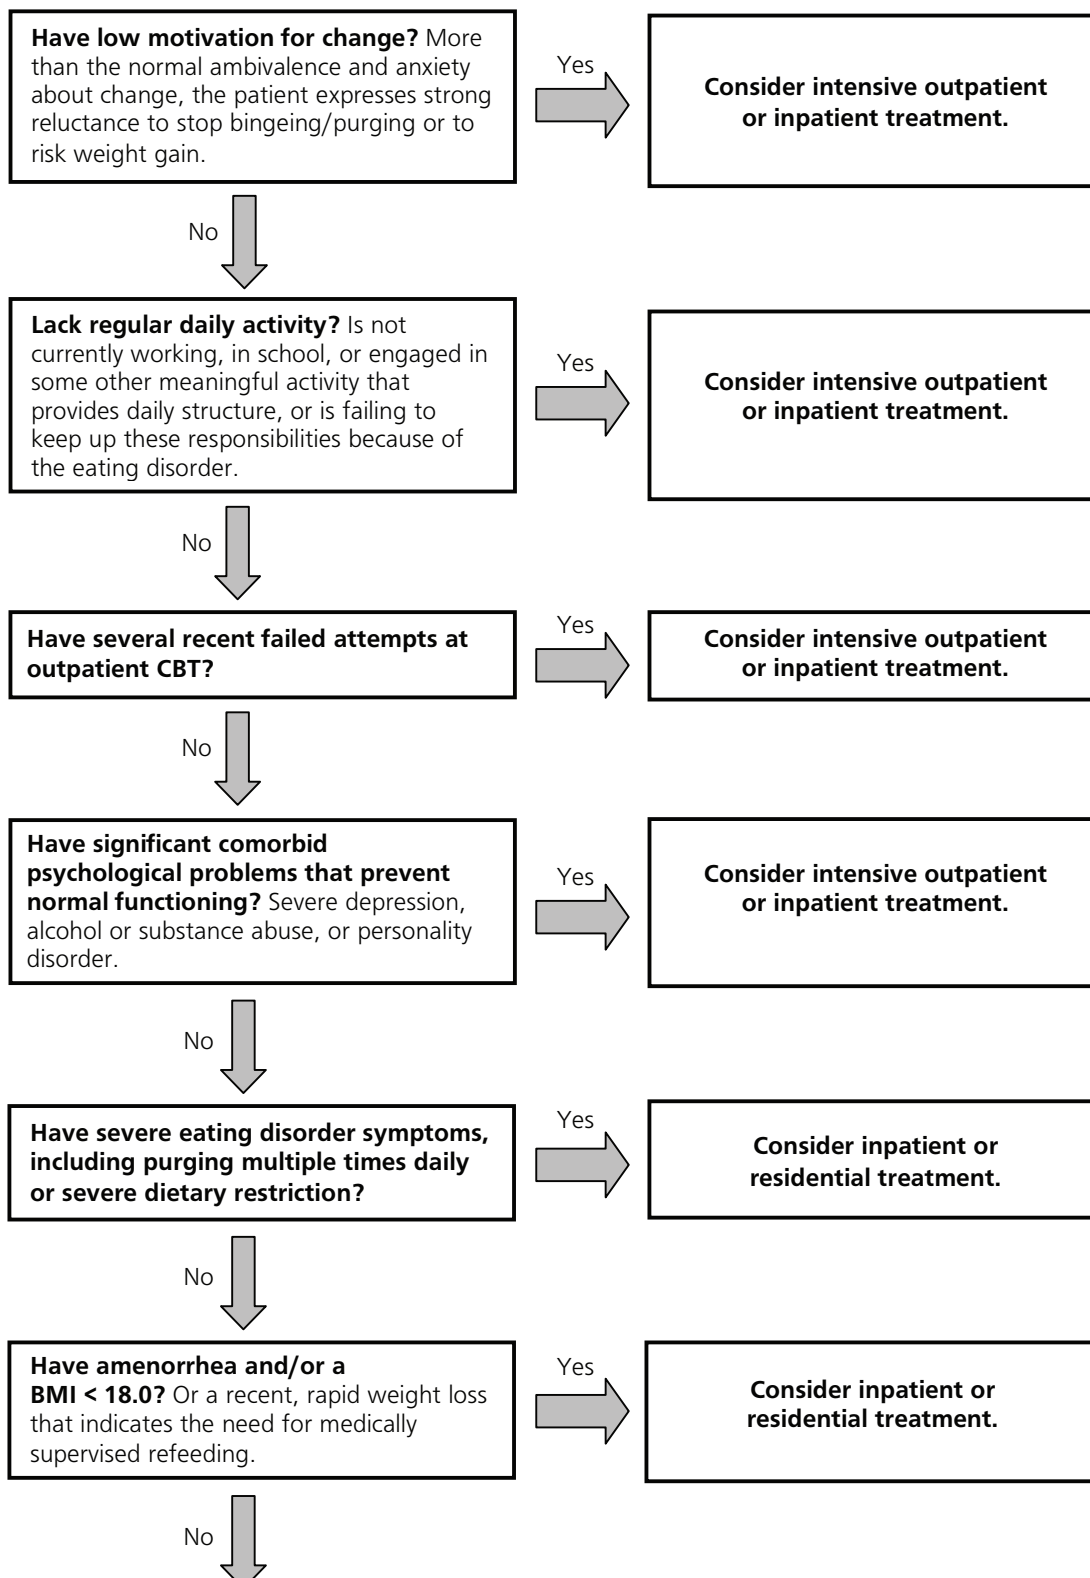 Have low motivation for change? More
than the normal ambivalence and anxiety
about change, the patient expresses strong
reluctance to stop bingeing/purging or to
risk weight gain.
Yes
Consider intensive outpatient
or inpatient treatment.
No
Lack regular daily activity? Is not
currently working, in school, or engaged in
some other meaningful activity that
provides daily structure, or is failing to
keep up these responsibilities because of
the eating disorder.
Yes
Consider intensive outpatient
or inpatient treatment.
No
Have several recent failed attempts at
outpatient CBT?
Yes
Consider intensive outpatient
or inpatient treatment.
No
Have significant comorbid
psychological problems that prevent
normal functioning? Severe depression,
alcohol or substance abuse, or personality
disorder.
Yes
Consider intensive outpatient
or inpatient treatment.
No
Have severe eating disorder symptoms,
including purging multiple times daily
or severe dietary restriction?
Yes
Consider inpatient or
residential treatment.
No
Have amenorrhea and/or a
BMI < 18.0? Or a recent, rapid weight loss
that indicates the need for medically
supervised refeeding.
Yes
Consider inpatient or
residential treatment.
No